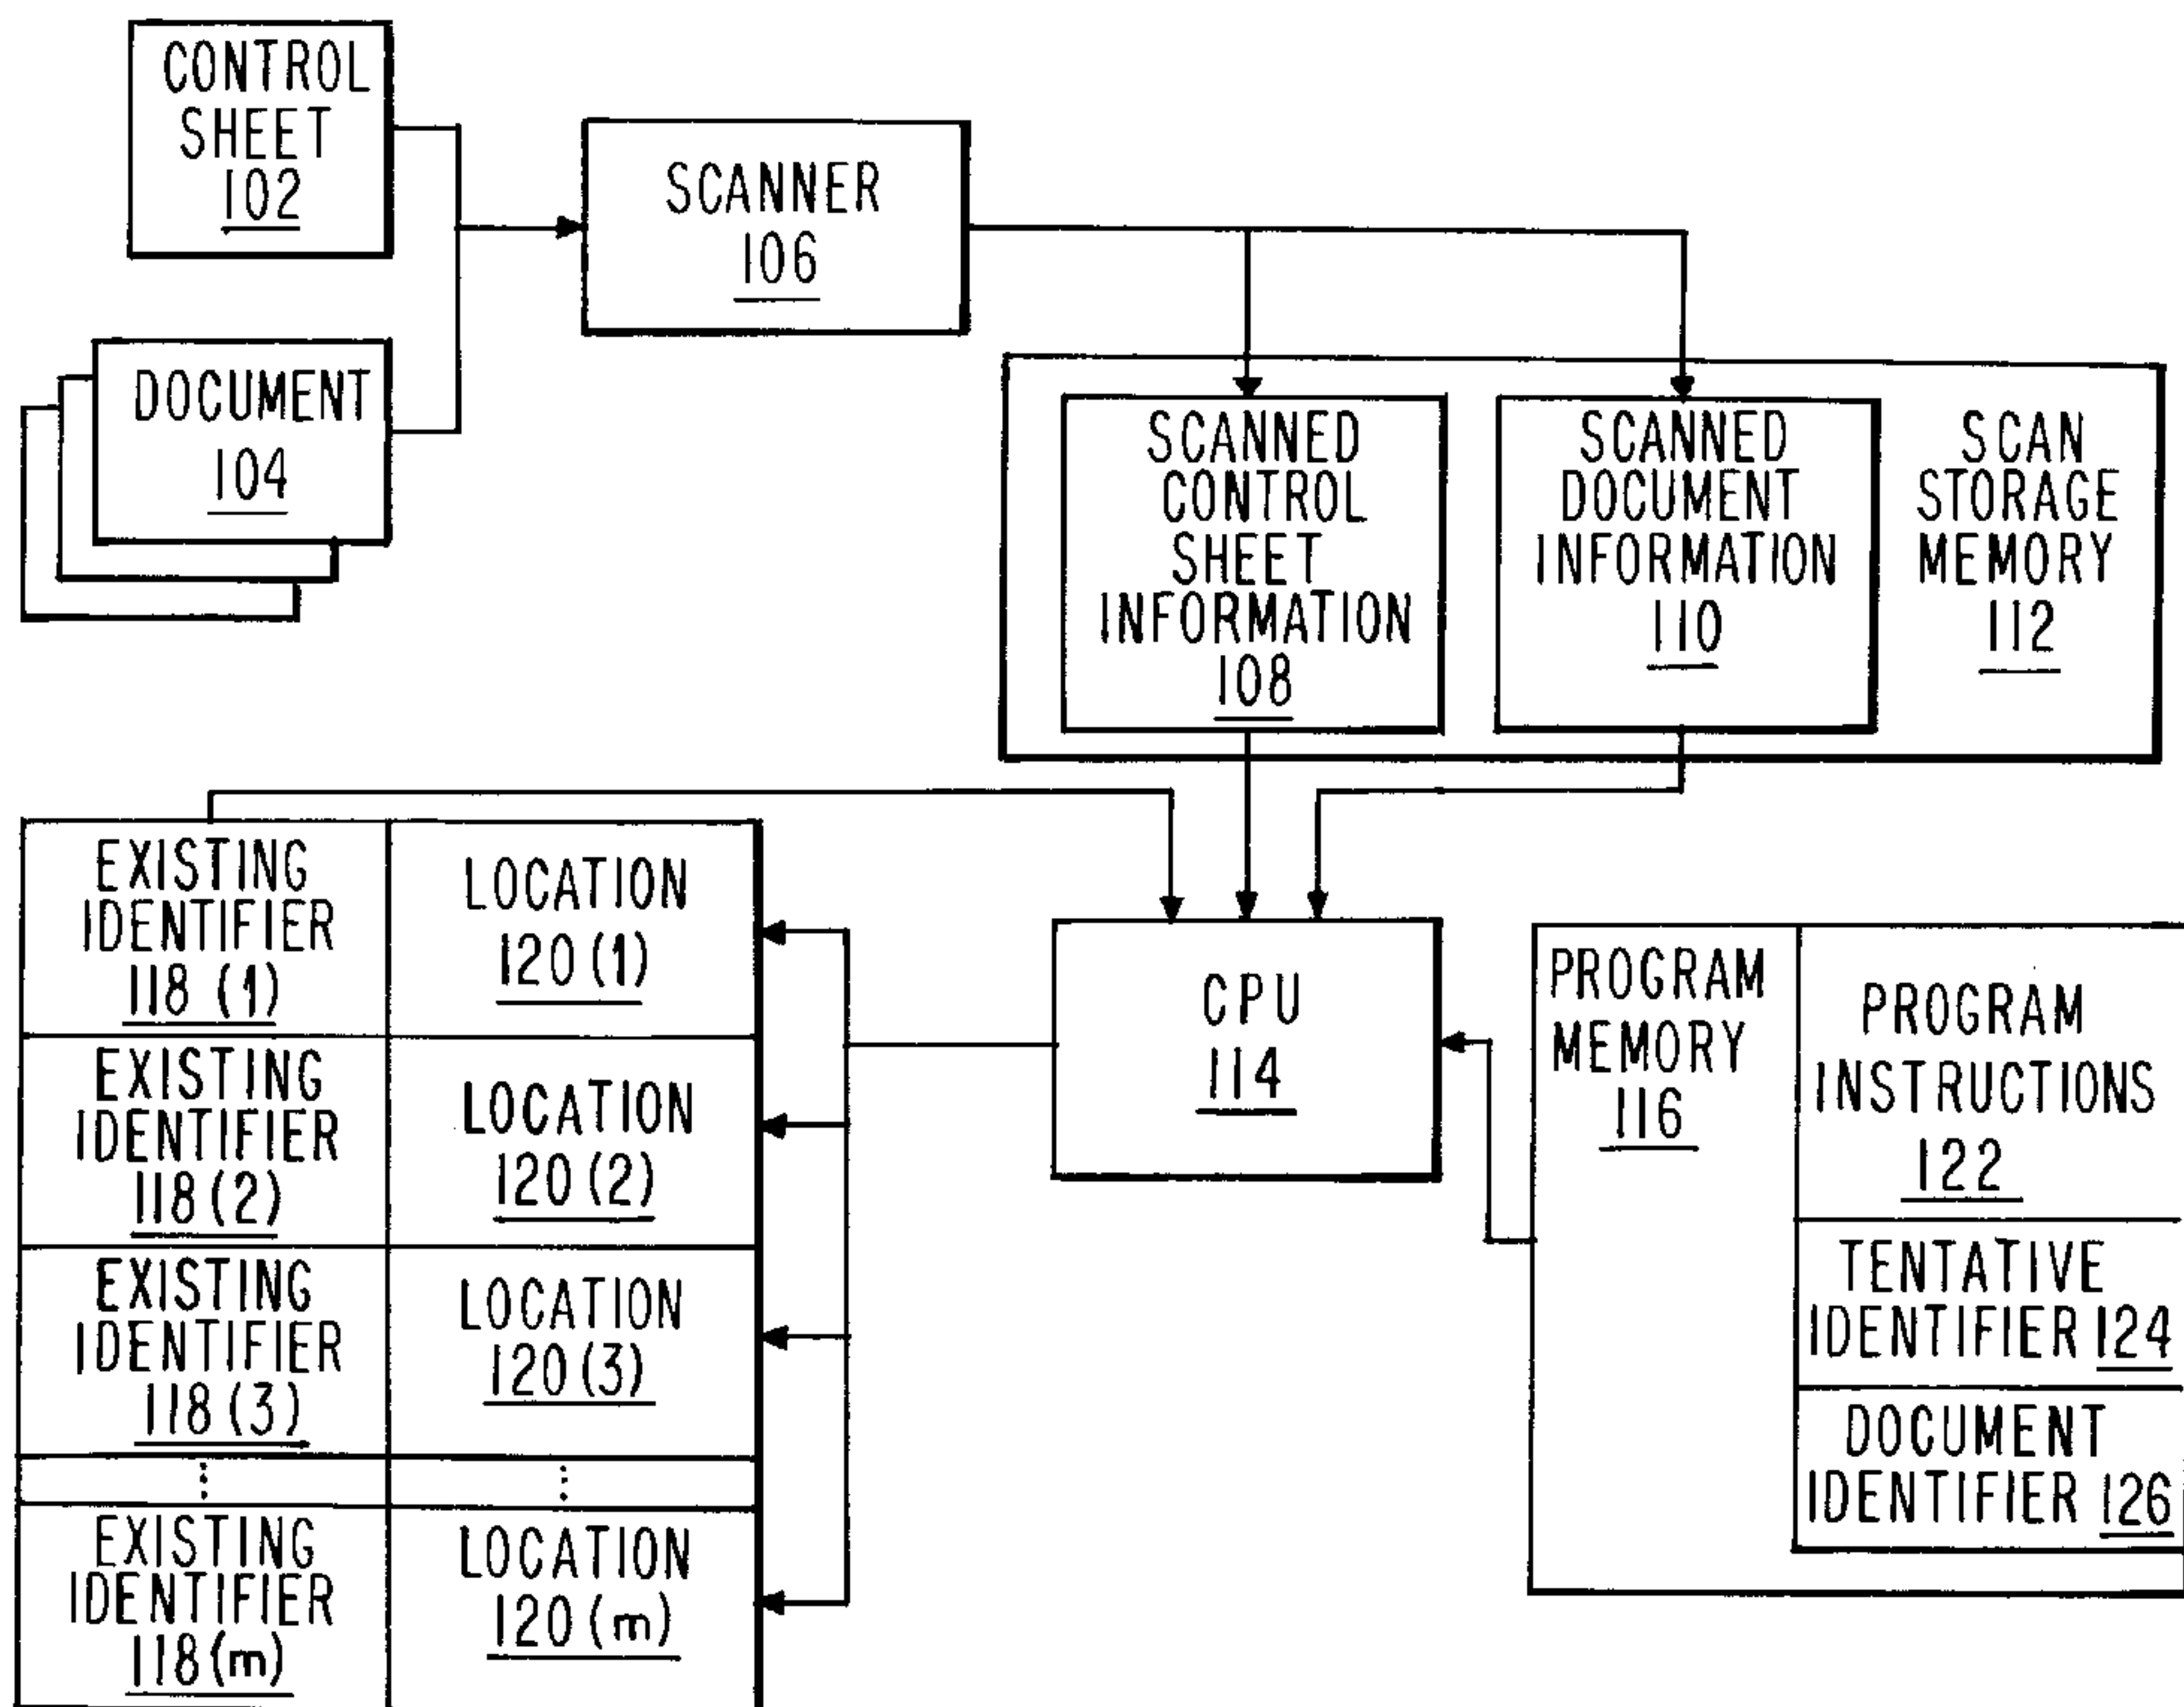 CONTROL
SHEET
102
SCANNER
106
DOCUMENT
104
SCANNED
CONTROL
SHEET
INFORMATION
108
SCANNED
DOCUMENT
INFORMATION
110
SCAN
STORAGE
MEMORY
112
EXISTING
IDENTIFIER
118 (1)
LOCATION
120 (1)
EXISTING
IDENTIFIER
118 (2)
LOCATION
120 (2)
EXISTING
IDENTIFIER
118 (3)
LOCATION
120 (3)
⋮
⋮
EXISTING
IDENTIFIER
118 (m)
LOCATION
120 (m)
CPU
114
PROGRAM
MEMORY
116
PROGRAM
INSTRUCTIONS
122
TENTATIVE
IDENTIFIER 124
DOCUMENT
IDENTIFIER 126